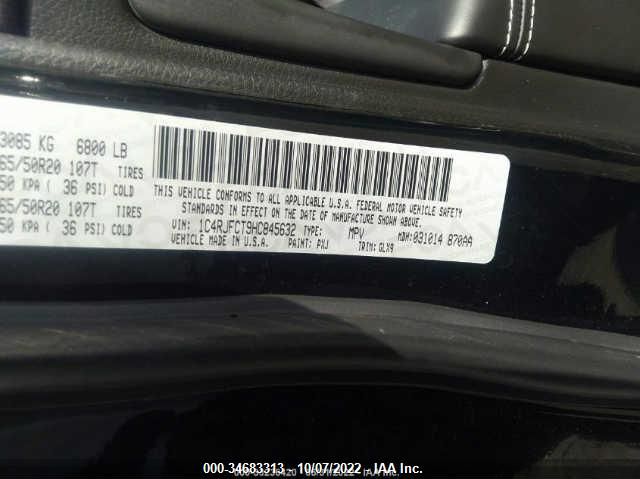 3085 KG 6800 LB
65/50R20 107T TIRES
50 KPA ( 36 PSI) COLD
65/50R20 107T TIRES
50 KPA ( 36 PSI) COLD
THIS VEHICLE CONFORMS TO ALL APPLICABLE U.S.A. FEDERAL MOTOR VEHICLE SAFETY
STANDARDS IN EFFECT ON THE DATE OF MANUFACTURE SHOWN ABOVE.
VIN: 1C4RJFCT9HC845632 TYPE: MPV MDH: 031014 870AA
VEHICLE MADE IN U.S.A. PAINT: PXJ TRIM: GLX9
000-34683313 - 10/07/2022 - IAA Inc.